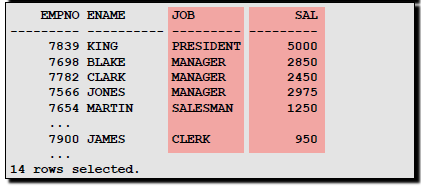 EMPNO ENAME JOB SAL
--------- ---------- --------- ---------
7839 KING PRESIDENT 5000
7698 BLAKE MANAGER 2850
7782 CLARK MANAGER 2450
7566 JONES MANAGER 2975
7654 MARTIN SALESMAN 1250
...
7900 JAMES CLERK 950
...
14 rows selected.